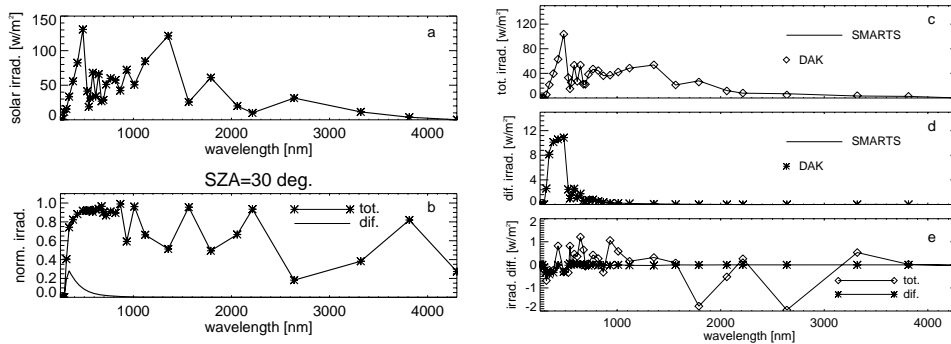 a
solar irrad. [w/m²]
150
100
50
0
1000
2000
3000
4000
wavelength [nm]
SZA=30 deg.
b
norm. irrad.
1.0
0.8
0.6
0.4
0.2
0.0
tot.
dif.
1000
2000
3000
4000
wavelength [nm]
c
tot. irrad. [w/m²]
120
80
40
0
SMARTS
DAK
d
dif. irrad. [w/m²]
12
8
4
0
SMARTS
DAK
e
irrad. diff. [w/m²]
2
1
0
-1
-2
tot.
dif.
1000
2000
3000
4000
wavelength [nm]